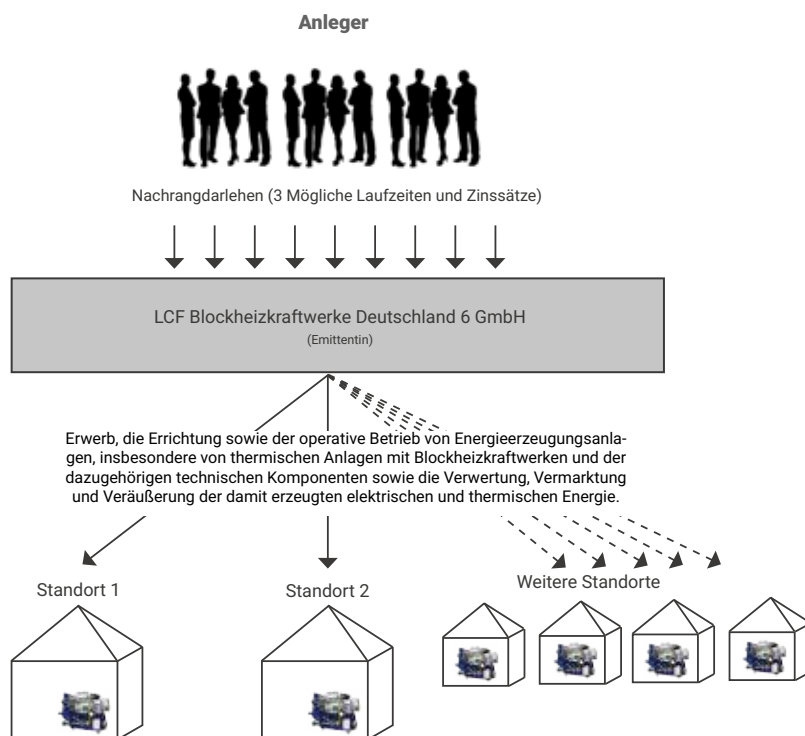 Anleger
Nachrangdarlehen (3 Mögliche Laufzeiten und Zinssätze)
LCF Blockheizkraftwerke Deutschland 6 GmbH
(Emittentin)
Erwerb, die Errichtung sowie der operative Betrieb von Energieerzeugungsanla-
gen, insbesondere von thermischen Anlagen mit Blockheizkraftwerken und der
dazugehörigen technischen Komponenten sowie die Verwertung, Vermarktung
und Veräußerung der damit erzeugten elektrischen und thermischen Energie.
Standort 1
Standort 2
Weitere Standorte